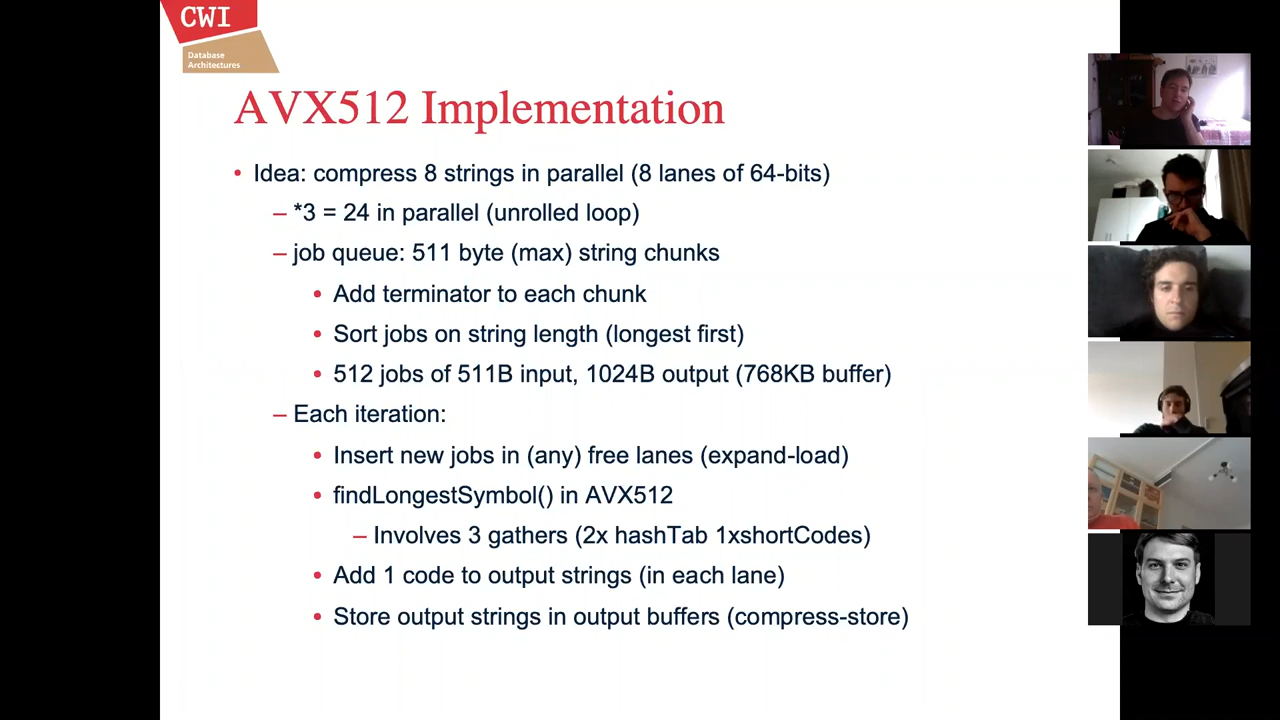 CWI
Database
Architectures
AVX512 Implementation
• Idea: compress 8 strings in parallel (8 lanes of 64-bits)
– *3 = 24 in parallel (unrolled loop)
– job queue: 511 byte (max) string chunks
• Add terminator to each chunk
• Sort jobs on string length (longest first)
• 512 jobs of 511B input, 1024B output (768KB buffer)
– Each iteration:
• Insert new jobs in (any) free lanes (expand-load)
• findLongestSymbol() in AVX512
– Involves 3 gathers (2x hashTab 1xshortCodes)
• Add 1 code to output strings (in each lane)
• Store output strings in output buffers (compress-store)